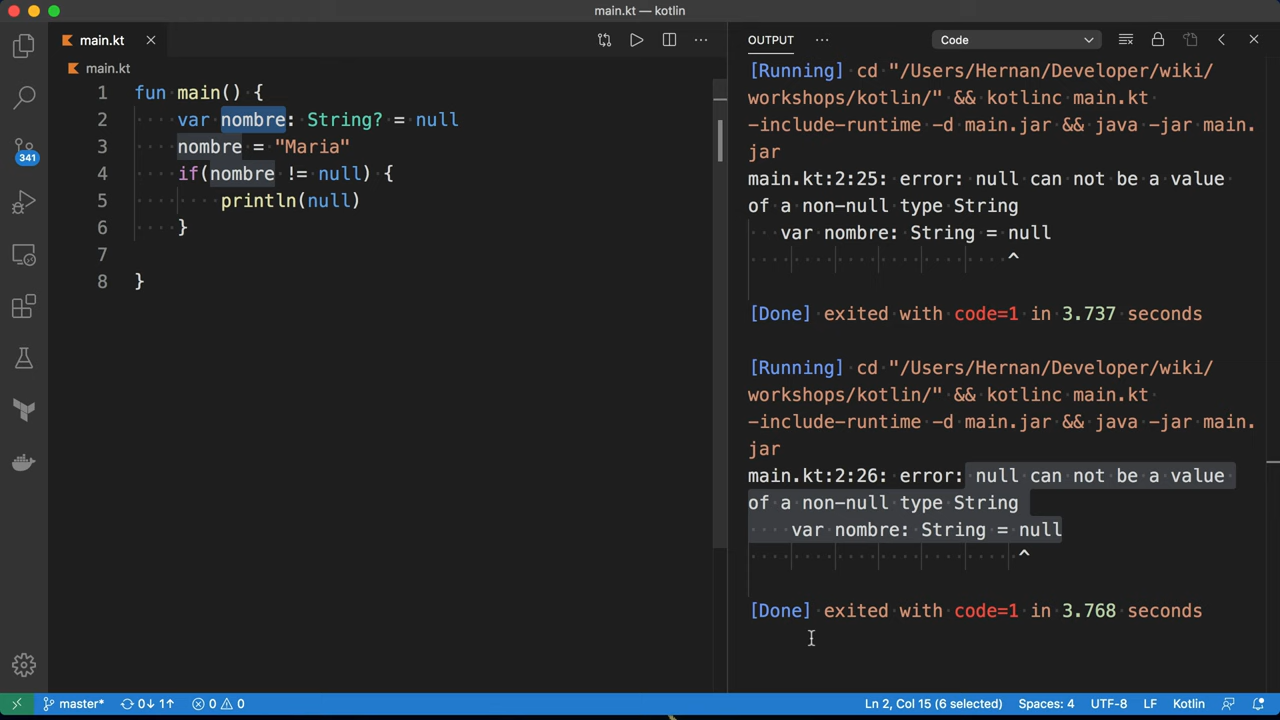 main.kt — kotlin
main.kt
main.kt
1 fun main() {
2 var nombre: String? = null
3 nombre = "Maria"
4 if(nombre != null) {
5 println(null)
6 }
7
8 }
OUTPUT
Code
[Running] cd "/Users/Hernan/Developer/wiki/
workshops/kotlin/" && kotlinc main.kt
-include-runtime -d main.jar && java -jar main.
jar
main.kt:2:25: error: null can not be a value
of a non-null type String
var nombre: String = null
^
[Done] exited with code=1 in 3.737 seconds
[Running] cd "/Users/Hernan/Developer/wiki/
workshops/kotlin/" && kotlinc main.kt
-include-runtime -d main.jar && java -jar main.
jar
main.kt:2:26: error: null can not be a value
of a non-null type String
var nombre: String = null
^
[Done] exited with code=1 in 3.768 seconds
341
master* 0↓ 1↑ 0 0 Ln 2, Col 15 (6 selected) Spaces: 4 UTF-8 LF Kotlin